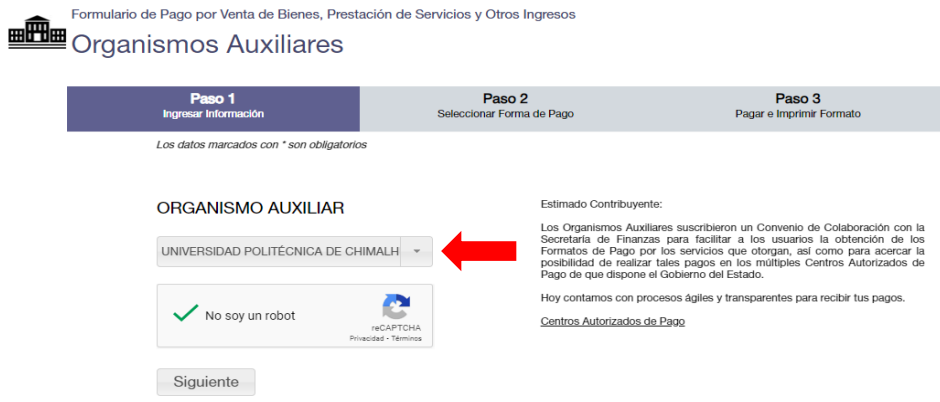 Formulario de Pago por Venta de Bienes, Prestación de Servicios y Otros Ingresos
Organismos Auxiliares
Paso 1
Ingresar Información
Paso 2
Seleccionar Forma de Pago
Paso 3
Pagar e Imprimir Formato
Los datos marcados con * son obligatorios
ORGANISMO AUXILIAR
UNIVERSIDAD POLITÉCNICA DE CHIMALH
No soy un robot
reCAPTCHA
Privacidad - Términos
Siguiente
Estimado Contribuyente:
Los Organismos Auxiliares suscribieron un Convenio de Colaboración con la
Secretaría de Finanzas para facilitar a los usuarios la obtención de los
Formatos de Pago por los servicios que otorgan, así como para acercar la
posibilidad de realizar tales pagos en los múltiples Centros Autorizados de
Pago de que dispone el Gobierno del Estado.
Hoy contamos con procesos ágiles y transparentes para recibir tus pagos.
Centros Autorizados de Pago